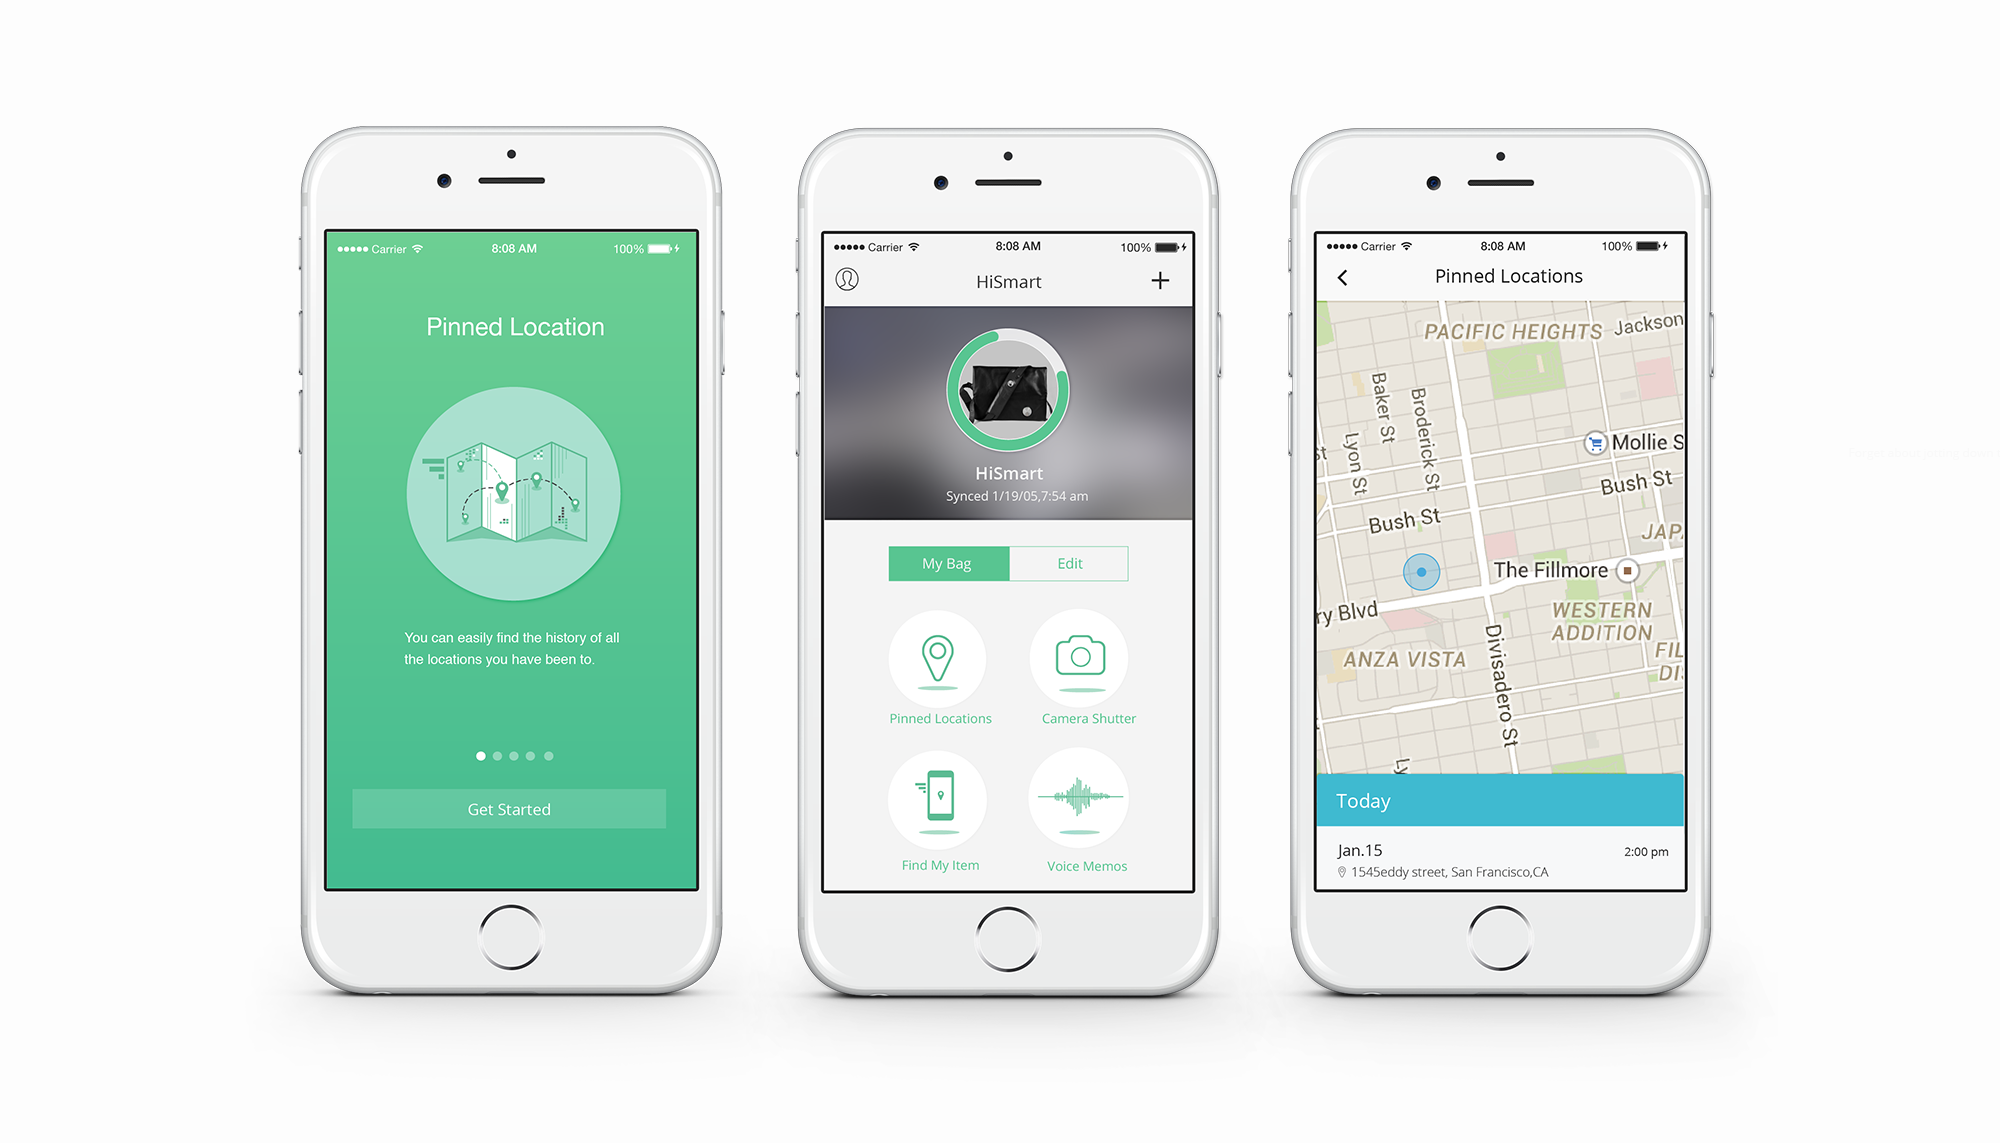 Carrier 8:08 AM 100%
Pinned Location
You can easily find the history of all
the locations you have been to.
Get Started
Carrier 8:08 AM 100%
HiSmart
HiSmart
Synced 1/19/05,7:54 am
My Bag Edit
Pinned Locations Camera Shutter
Find My Item Voice Memos
Carrier 8:08 AM 100%
Pinned Locations
PACIFIC HEIGHTS
Jackson
Baker St
Broderick St
Lyon St
st
Mollie S
Bush St
Bush St
JAP
The Fillmore
ry Blvd
WESTERN
ADDITION
Divisadero St
ANZA VISTA
FIL
DI
Ly
Today
Jan.15 2:00 pm
1545eddy street, San Francisco,CA